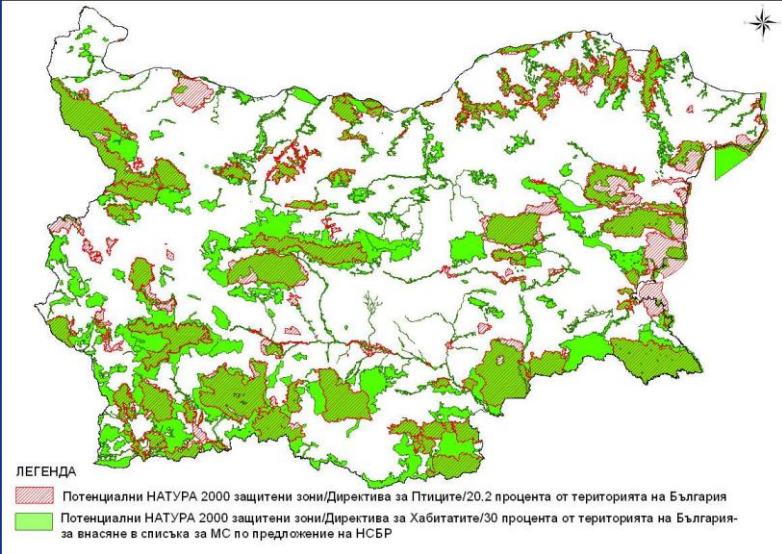 ЛЕГЕНДА
Потенциални НАТУРА 2000 защитени зони/Директива за Птиците/20.2 процента от територията на България
Потенциални НАТУРА 2000 защитени зони/Директива за Хабитатите/30 процента от територията на България-
за внасяне в списъка за МС по предложение на НСБР